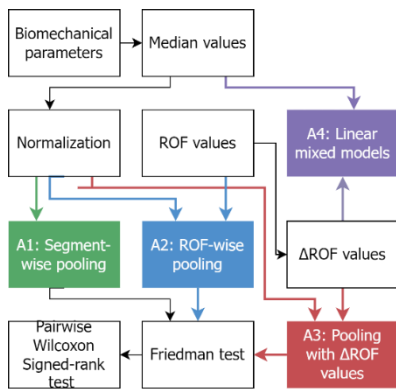 Biomechanical
parameters
Median values
Normalization
ROF values
A4: Linear
mixed models
A1: Segment-
wise pooling
A2: ROF-wise
pooling
ΔROF values
Pairwise
Wilcoxon
Signed-rank
test
Friedman test
A3: Pooling
with ΔROF
values